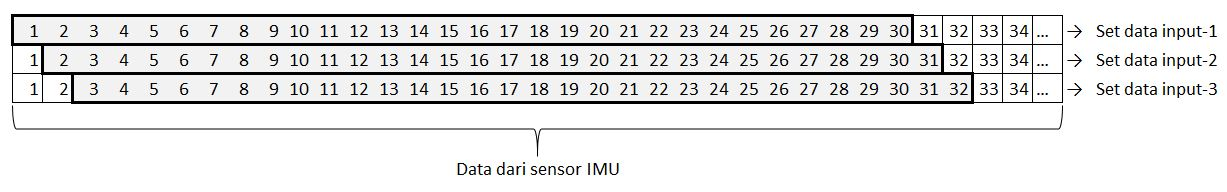 1 2 3 4 5 6 7 8 9 10 11 12 13 14 15 16 17 18 19 20 21 22 23 24 25 26 27 28 29 30 31 32 33 34 ... → Set data input-1
1 2 3 4 5 6 7 8 9 10 11 12 13 14 15 16 17 18 19 20 21 22 23 24 25 26 27 28 29 30 31 32 33 34 ... → Set data input-2
1 2 3 4 5 6 7 8 9 10 11 12 13 14 15 16 17 18 19 20 21 22 23 24 25 26 27 28 29 30 31 32 33 34 ... → Set data input-3
Data dari sensor IMU